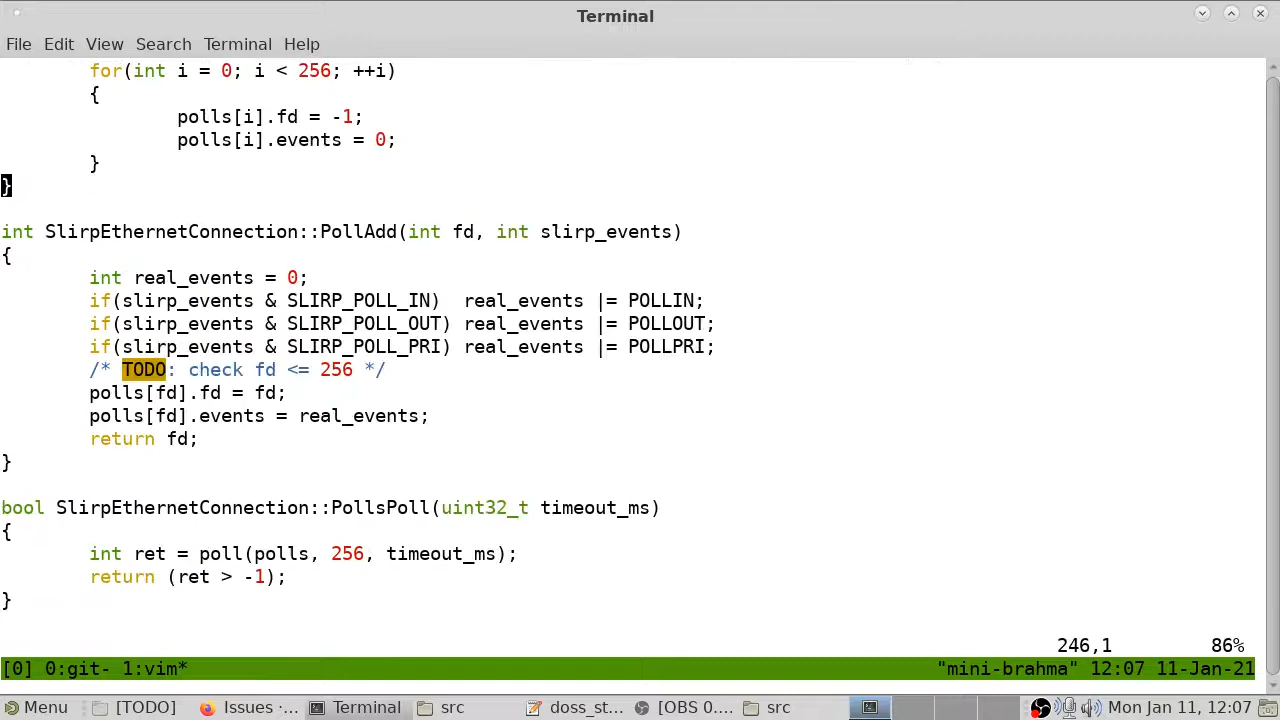 Terminal
File Edit View Search Terminal Help
for(int i = 0; i < 256; ++i)
{
polls[i].fd = -1;
polls[i].events = 0;
}
}
int SlirpEthernetConnection::PollAdd(int fd, int slirp_events)
{
int real_events = 0;
if(slirp_events & SLIRP_POLL_IN)  real_events |= POLLIN;
if(slirp_events & SLIRP_POLL_OUT) real_events |= POLLOUT;
if(slirp_events & SLIRP_POLL_PRI) real_events |= POLLPRI;
/* TODO: check fd <= 256 */
polls[fd].fd = fd;
polls[fd].events = real_events;
return fd;
}
bool SlirpEthernetConnection::PollsPoll(uint32_t timeout_ms)
{
int ret = poll(polls, 256, timeout_ms);
return (ret > -1);
}
246,1 86%
[0] 0:git- 1:vim* "mini-brahma" 12:07 11-Jan-21
Menu [TODO] Issues ·... Terminal src doss_st... [OBS 0.... src Mon Jan 11, 12:07